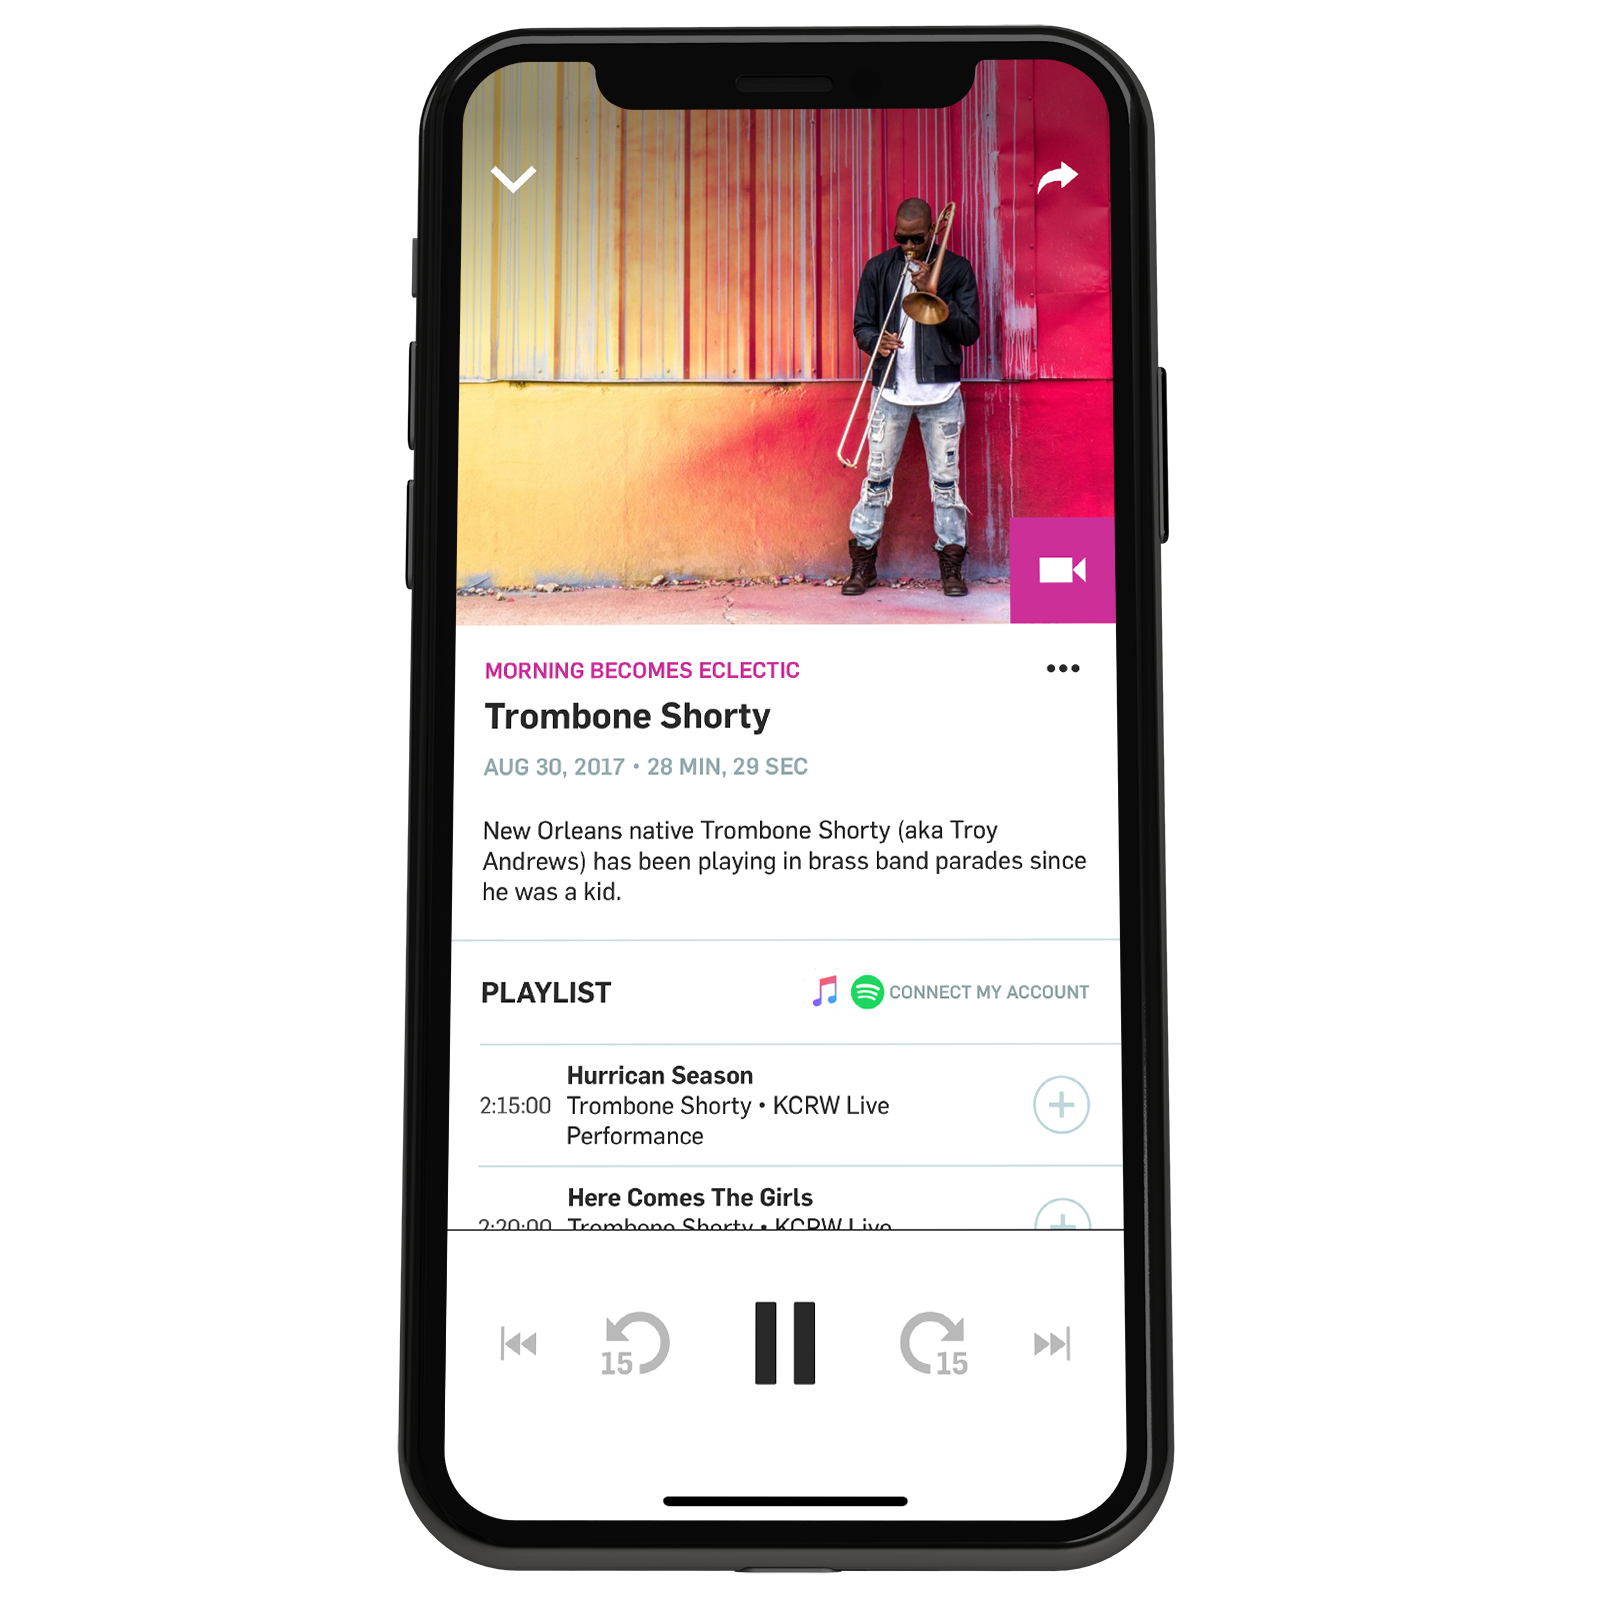 MORNING BECOMES ECLECTIC
Trombone Shorty
AUG 30, 2017 • 28 MIN, 29 SEC
New Orleans native Trombone Shorty (aka Troy
Andrews) has been playing in brass band parades since
he was a kid.
PLAYLIST
CONNECT MY ACCOUNT
Hurrican Season
2:15:00 Trombone Shorty • KCRW Live
Performance
Here Comes The Girls
2:20:00 Trombone Shorty • KCRW Live
15
15